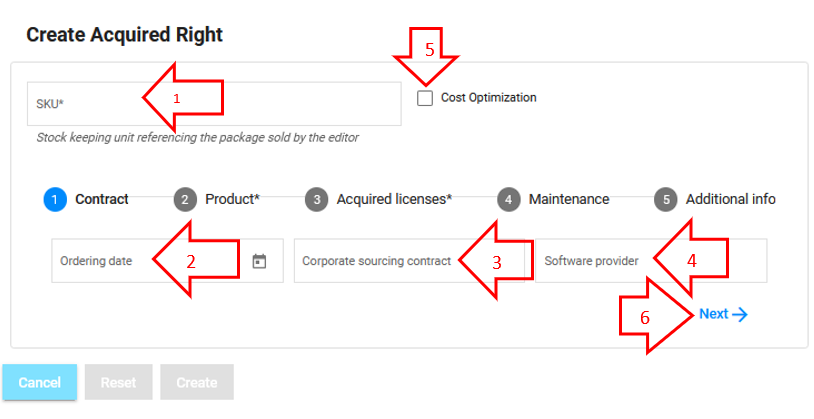 Create Acquired Right
5
SKU*
1
Cost Optimization
Stock keeping unit referencing the package sold by the editor
1 Contract 2 Product* 3 Acquired licenses* 4 Maintenance 5 Additional info
Ordering date 2 Corporate sourcing contract 3 Software provider 4
6 Next
Cancel Reset Create